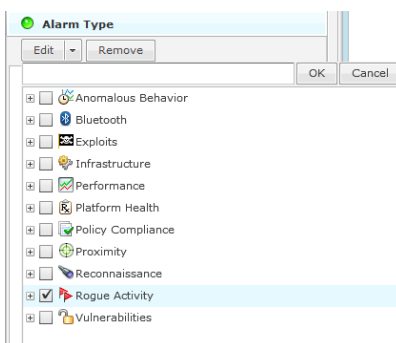 Alarm Type
Edit Remove
OK Cancel
Anomalous Behavior
Bluetooth
Exploits
Infrastructure
Performance
Platform Health
Policy Compliance
Proximity
Reconnaissance
Rogue Activity
Vulnerabilities